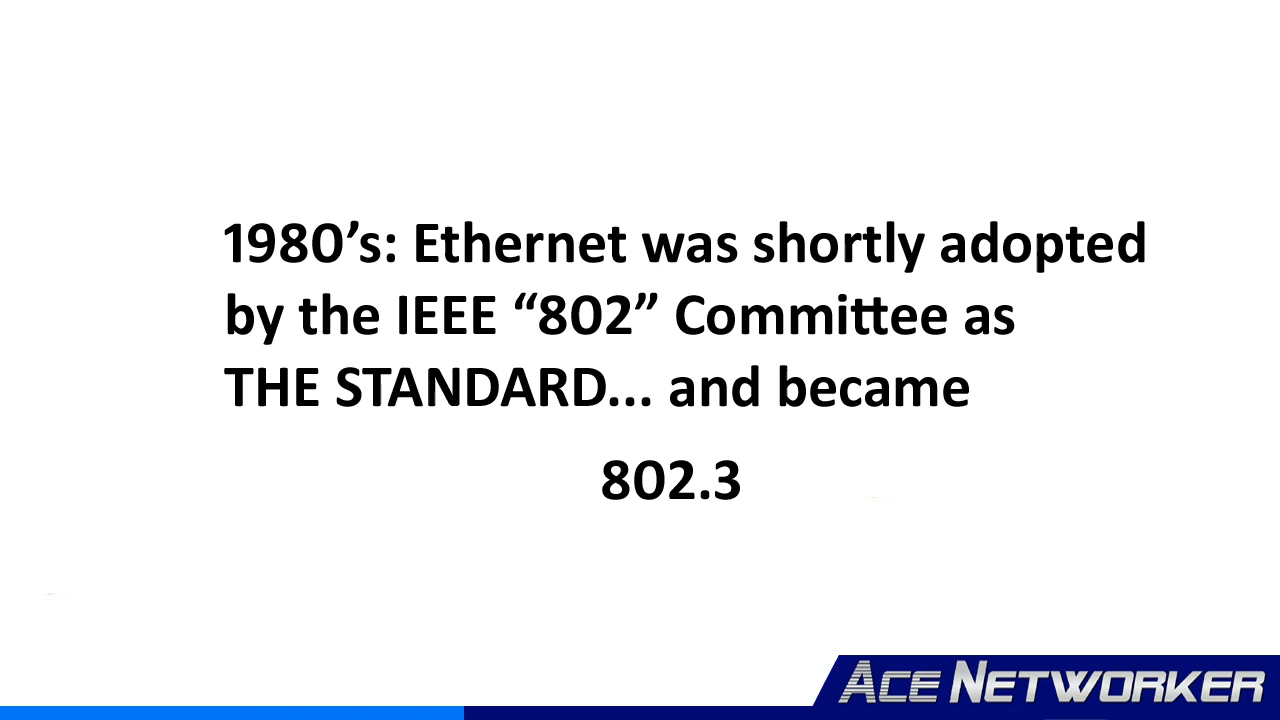 1980’s: Ethernet was shortly adopted
by the IEEE “802” Committee as
THE STANDARD... and became
802.3
ACE NETWORKER